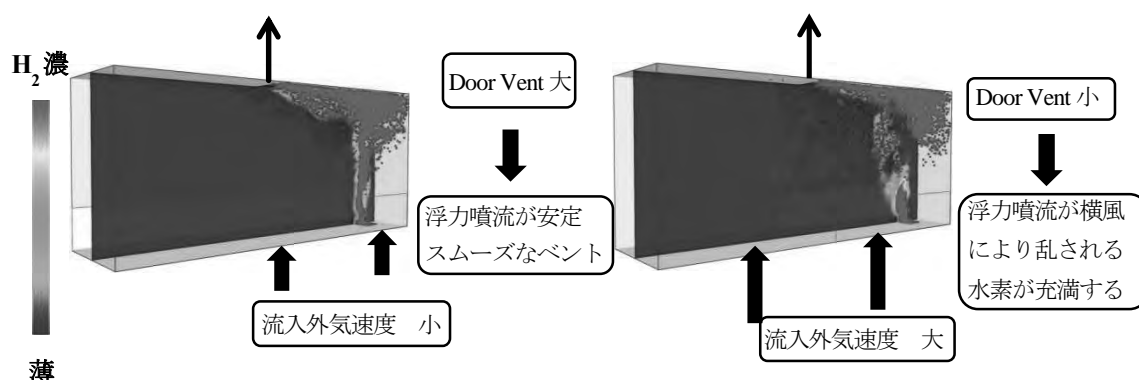 H2濃
薄
Door Vent 大
浮力噴流が安定
スムーズなベント
流入外気速度 小
Door Vent 小
浮力噴流が横風
により乱される
水素が充満する
流入外気速度 大